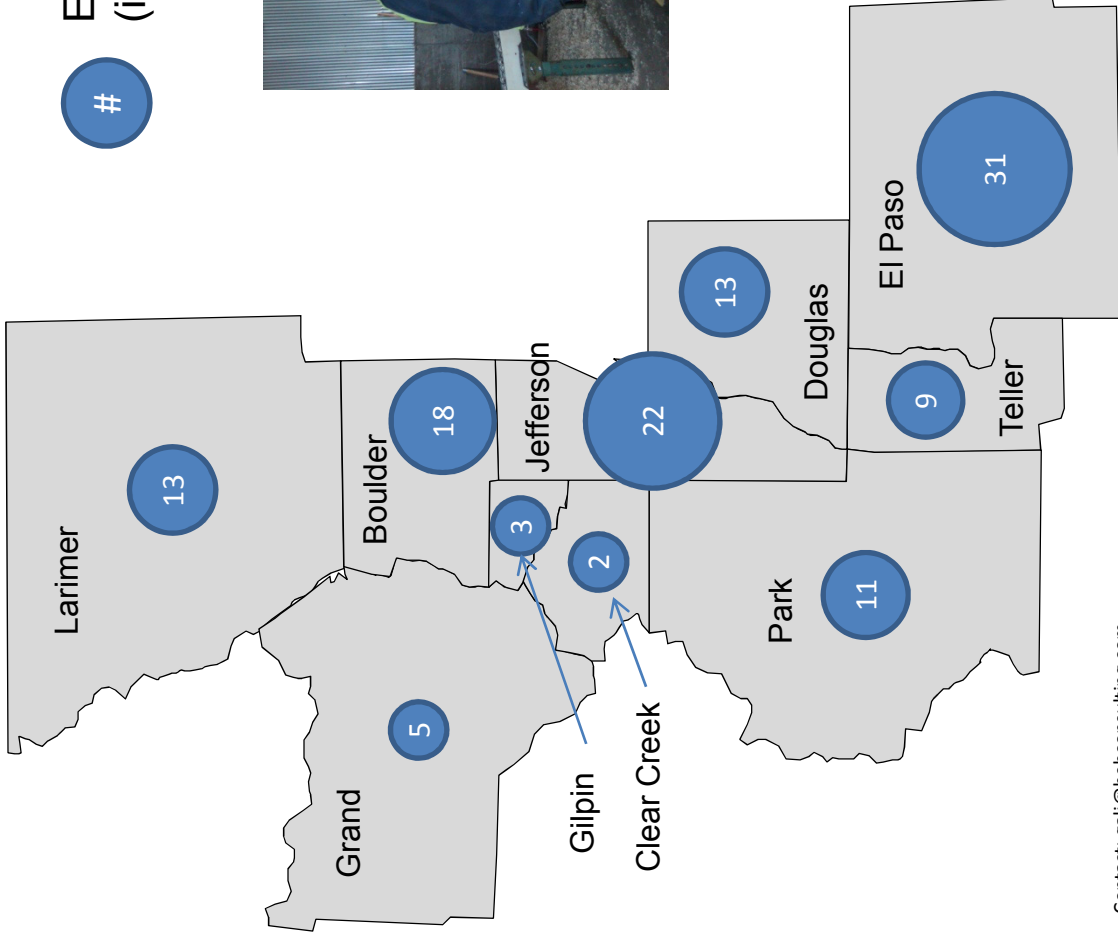 #
E
(i
Larimer
13
Grand
5
Boulder
18
Jefferson
22
Gilpin
3
Clear Creek
2
Park
11
Douglas
13
Teller
9
El Paso
31